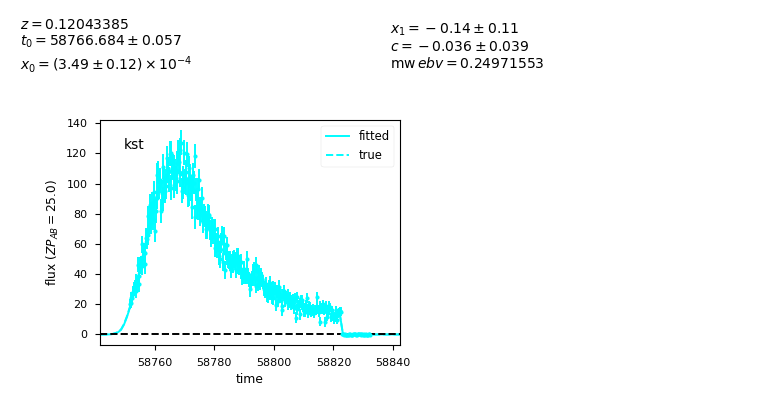 z = 0.12043385
t₀ = 58766.684 ± 0.057
x₀ = (3.49 ± 0.12) × 10⁻⁴
x₁ = −0.14 ± 0.11
c = −0.036 ± 0.039
mw ebv = 0.24971553
kst
fitted
true
140
120
100
80
60
40
20
0
flux (ZP_AB = 25.0)
58760 58780 58800 58820 58840
time